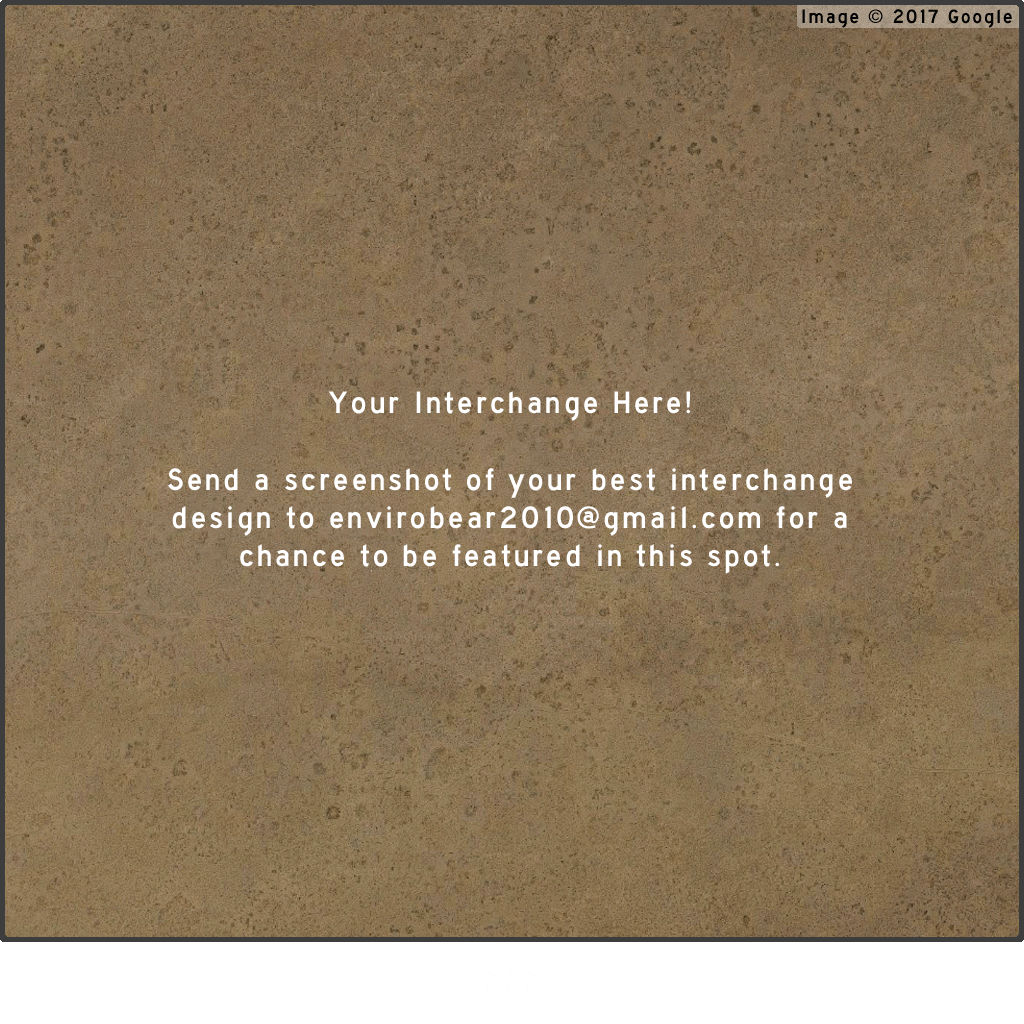 Image © 2017 Google
Your Interchange Here!
Send a screenshot of your best interchange
design to envirobear2010@gmail.com for a
chance to be featured in this spot.